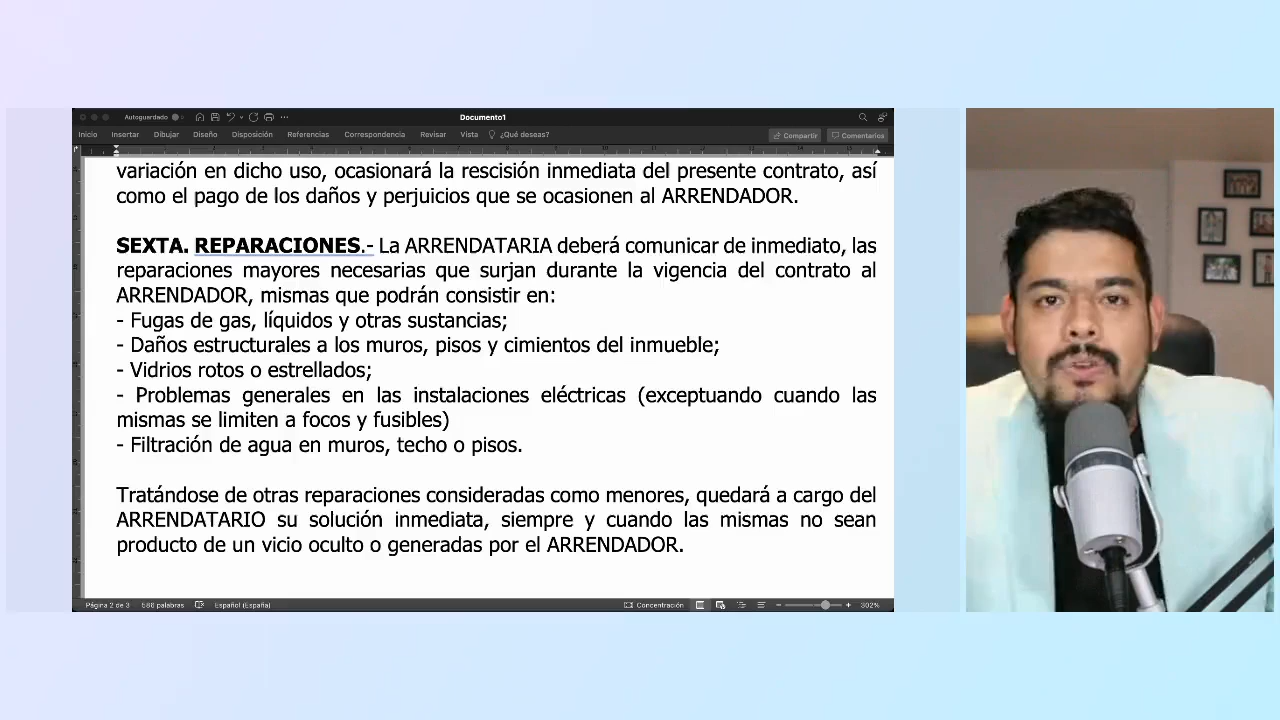 Autoguardado
Documento1
Inicio Insertar Dibujar Diseño Disposición Referencias Correspondencia Revisar Vista ¿Qué deseas? Compartir Comentarios
variación en dicho uso, ocasionará la rescisión inmediata del presente contrato, así
como el pago de los daños y perjuicios que se ocasionen al ARRENDADOR.
SEXTA. REPARACIONES.- La ARRENDATARIA deberá comunicar de inmediato, las
reparaciones mayores necesarias que surjan durante la vigencia del contrato al
ARRENDADOR, mismas que podrán consistir en:
- Fugas de gas, líquidos y otras sustancias;
- Daños estructurales a los muros, pisos y cimientos del inmueble;
- Vidrios rotos o estrellados;
- Problemas generales en las instalaciones eléctricas (exceptuando cuando las
mismas se limiten a focos y fusibles)
- Filtración de agua en muros, techo o pisos.
Tratándose de otras reparaciones consideradas como menores, quedará a cargo del
ARRENDATARIO su solución inmediata, siempre y cuando las mismas no sean
producto de un vicio oculto o generadas por el ARRENDADOR.
Página 2 de 3 586 palabras Español (España) Concentración 302%